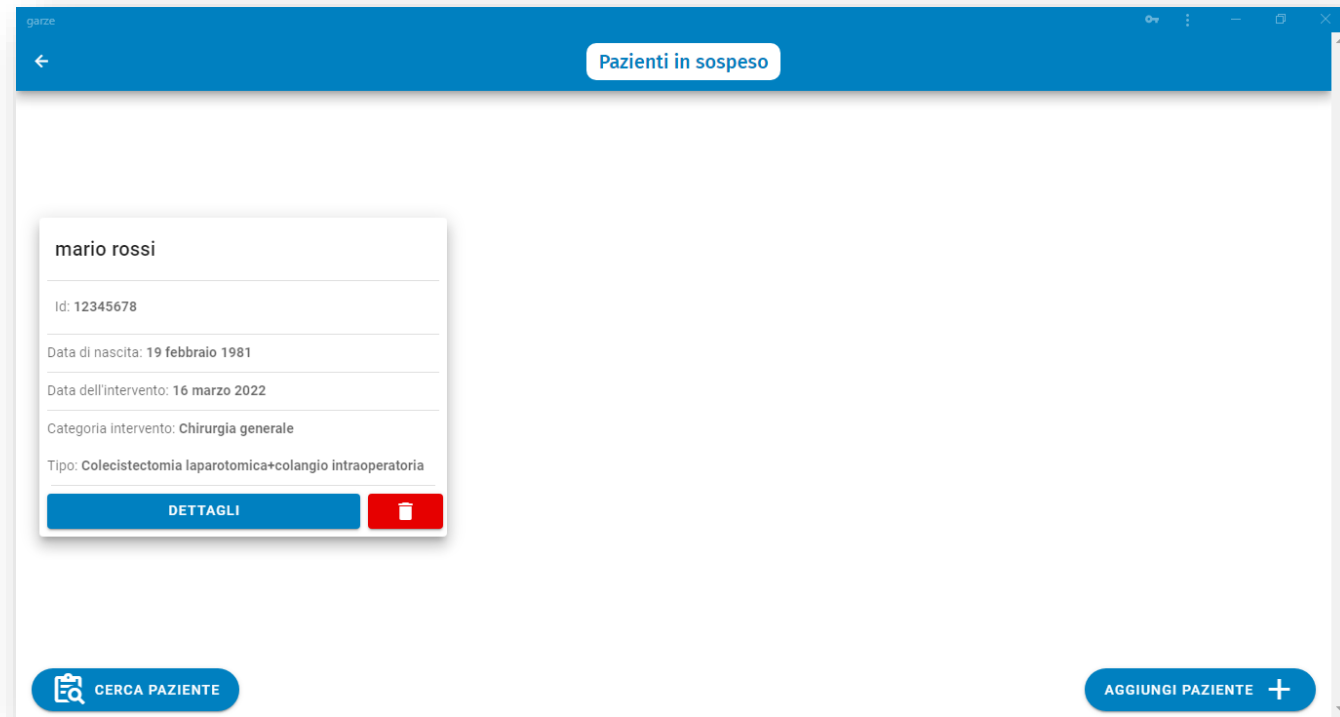 garze
Pazienti in sospeso
mario rossi
Id: 12345678
Data di nascita: 19 febbraio 1981
Data dell'intervento: 16 marzo 2022
Categoria intervento: Chirurgia generale
Tipo: Colecistectomia laparotomica+colangio intraoperatoria
DETTAGLI
CERCA PAZIENTE
AGGIUNGI PAZIENTE